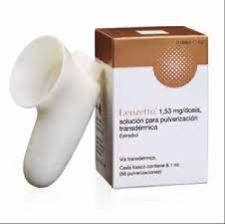 Lenzetto 1,53 mg/dosis,
solución para pulverización
transdérmica
Estradiol
Vía transdérmica.
Cada frasco contiene 8,1 ml
(56 pulverizaciones)